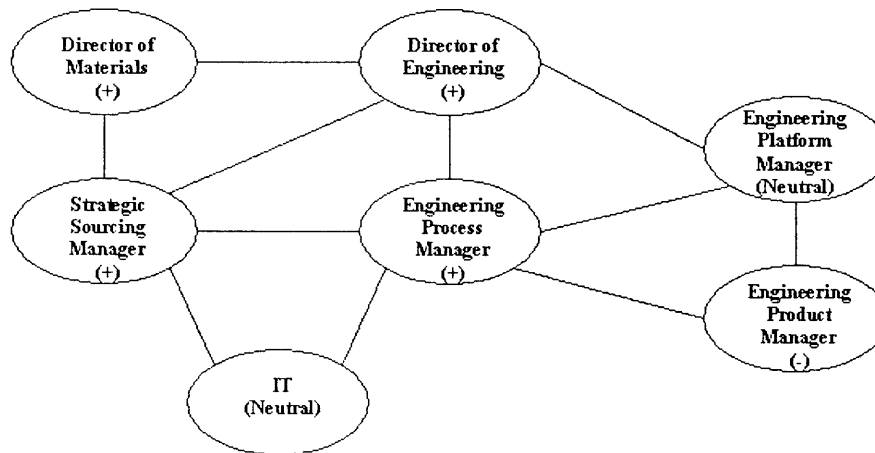 Director of
Materials
(+)
Director of
Engineering
(+)
Engineering
Platform
Manager
(Neutral)
Strategic
Sourcing
Manager
(+)
Engineering
Process
Manager
(+)
Engineering
Product
Manager
(-)
IT
(Neutral)